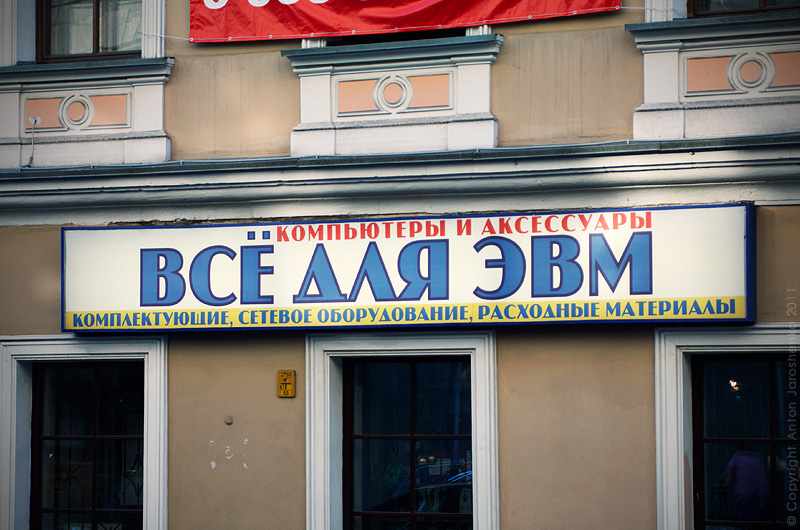 КОМПЬЮТЕРЫ И АКСЕССУАРЫ
ВСЁ ДЛЯ ЭВМ
КОМПЛЕКТУЮЩИЕ, СЕТЕВОЕ ОБОРУДОВАНИЕ, РАСХОДНЫЕ МАТЕРИАЛЫ
© Copyright Anton Jaroshenko 2011